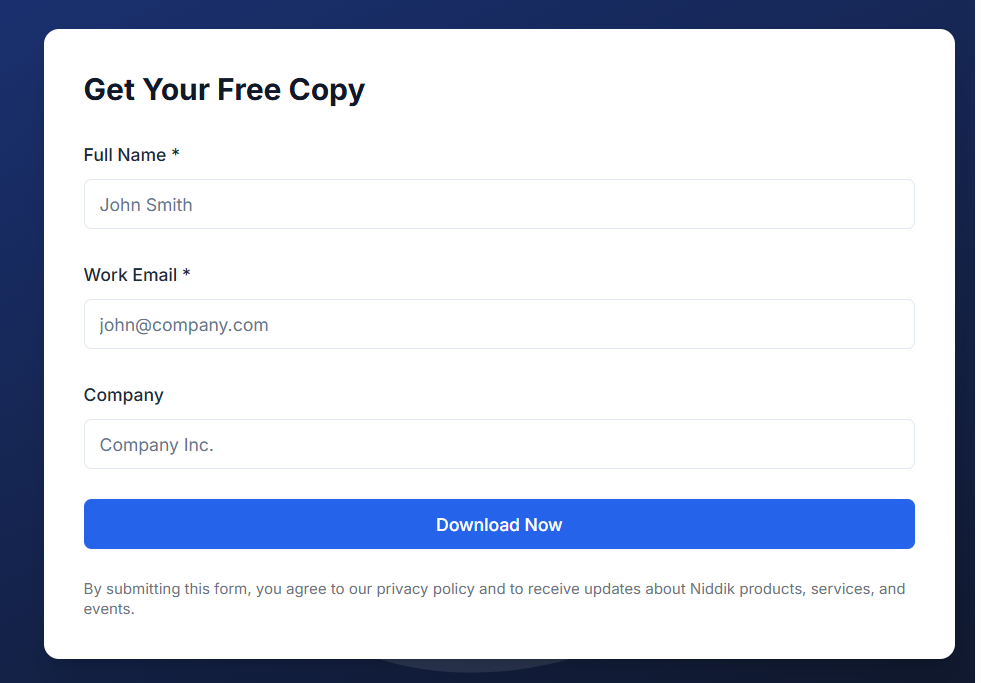 Get Your Free Copy
Full Name *
John Smith
Work Email *
john@company.com
Company
Company Inc.
Download Now
By submitting this form, you agree to our privacy policy and to receive updates about Niddik products, services, and
events.